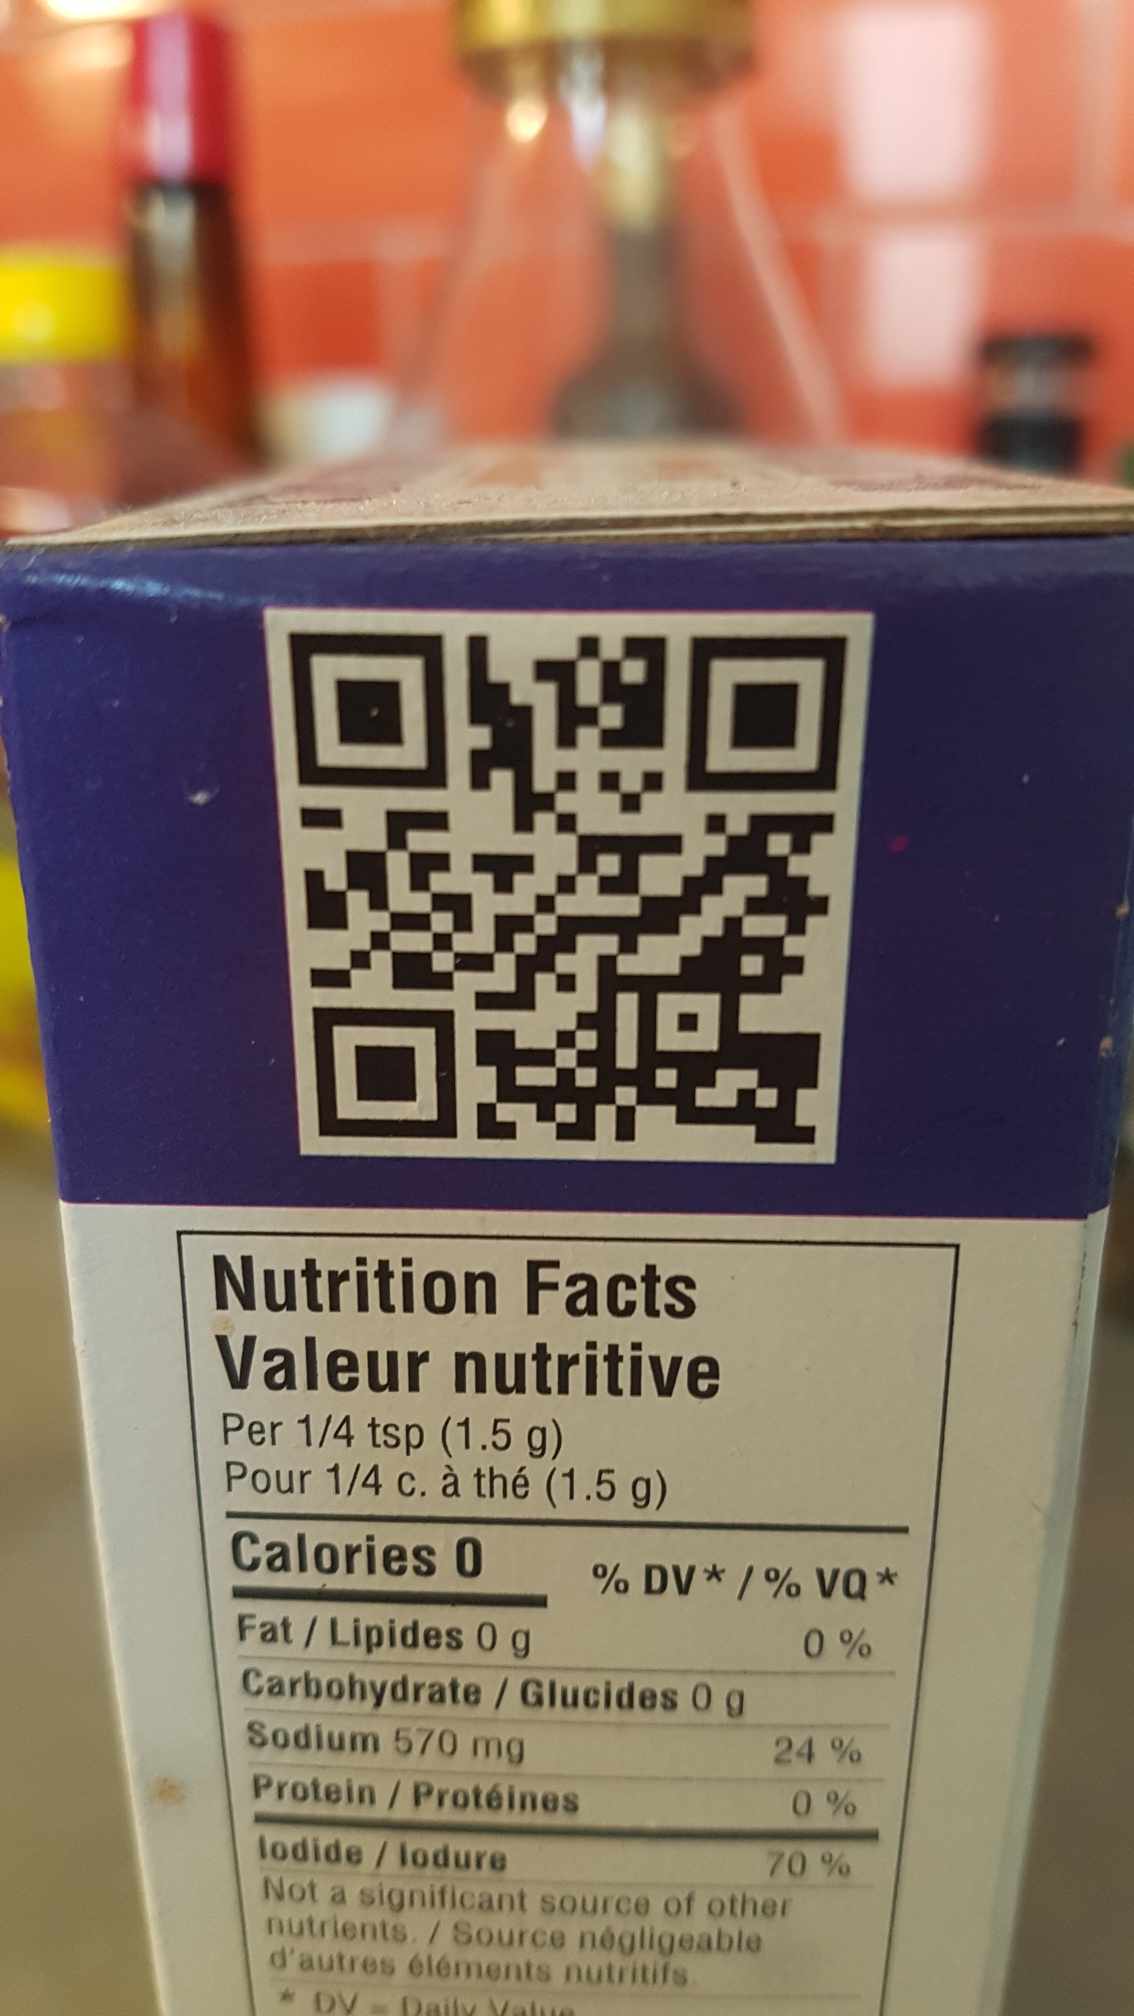 Nutrition Facts
Valeur nutritive
Per 1/4 tsp (1.5 g)
Pour 1/4 c. à thé (1.5 g)
Calories 0
% DV* / % VQ*
Fat / Lipides 0 g 0 %
Carbohydrate / Glucides 0 g
Sodium 570 mg 24 %
Protein / Protéines 0 %
Iodide / Iodure 70 %
Not a significant source of other
nutrients. / Source négligeable
d'autres éléments nutritifs.
* DV = Daily Value